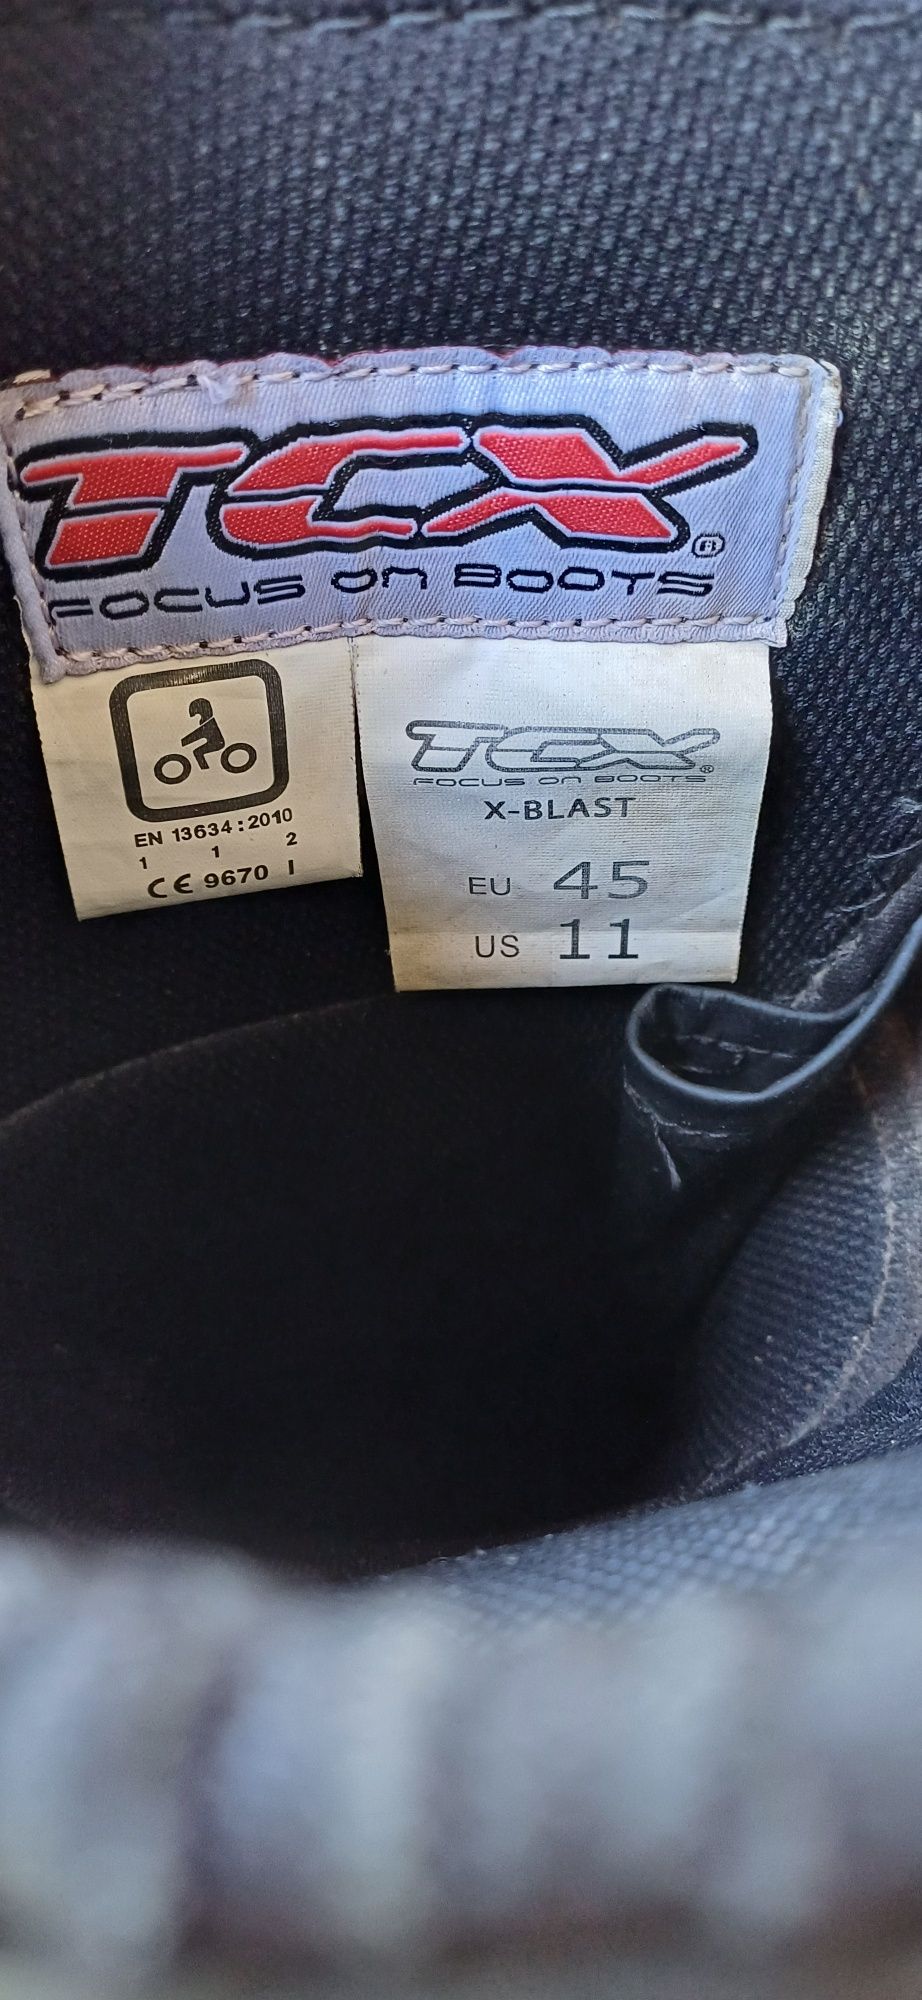 TCX®
FOCUS ON BOOTS
EN 13634:2010
1 1 2
CE 9670 I
TCX®
FOCUS ON BOOTS
X-BLAST
EU 45
US 11